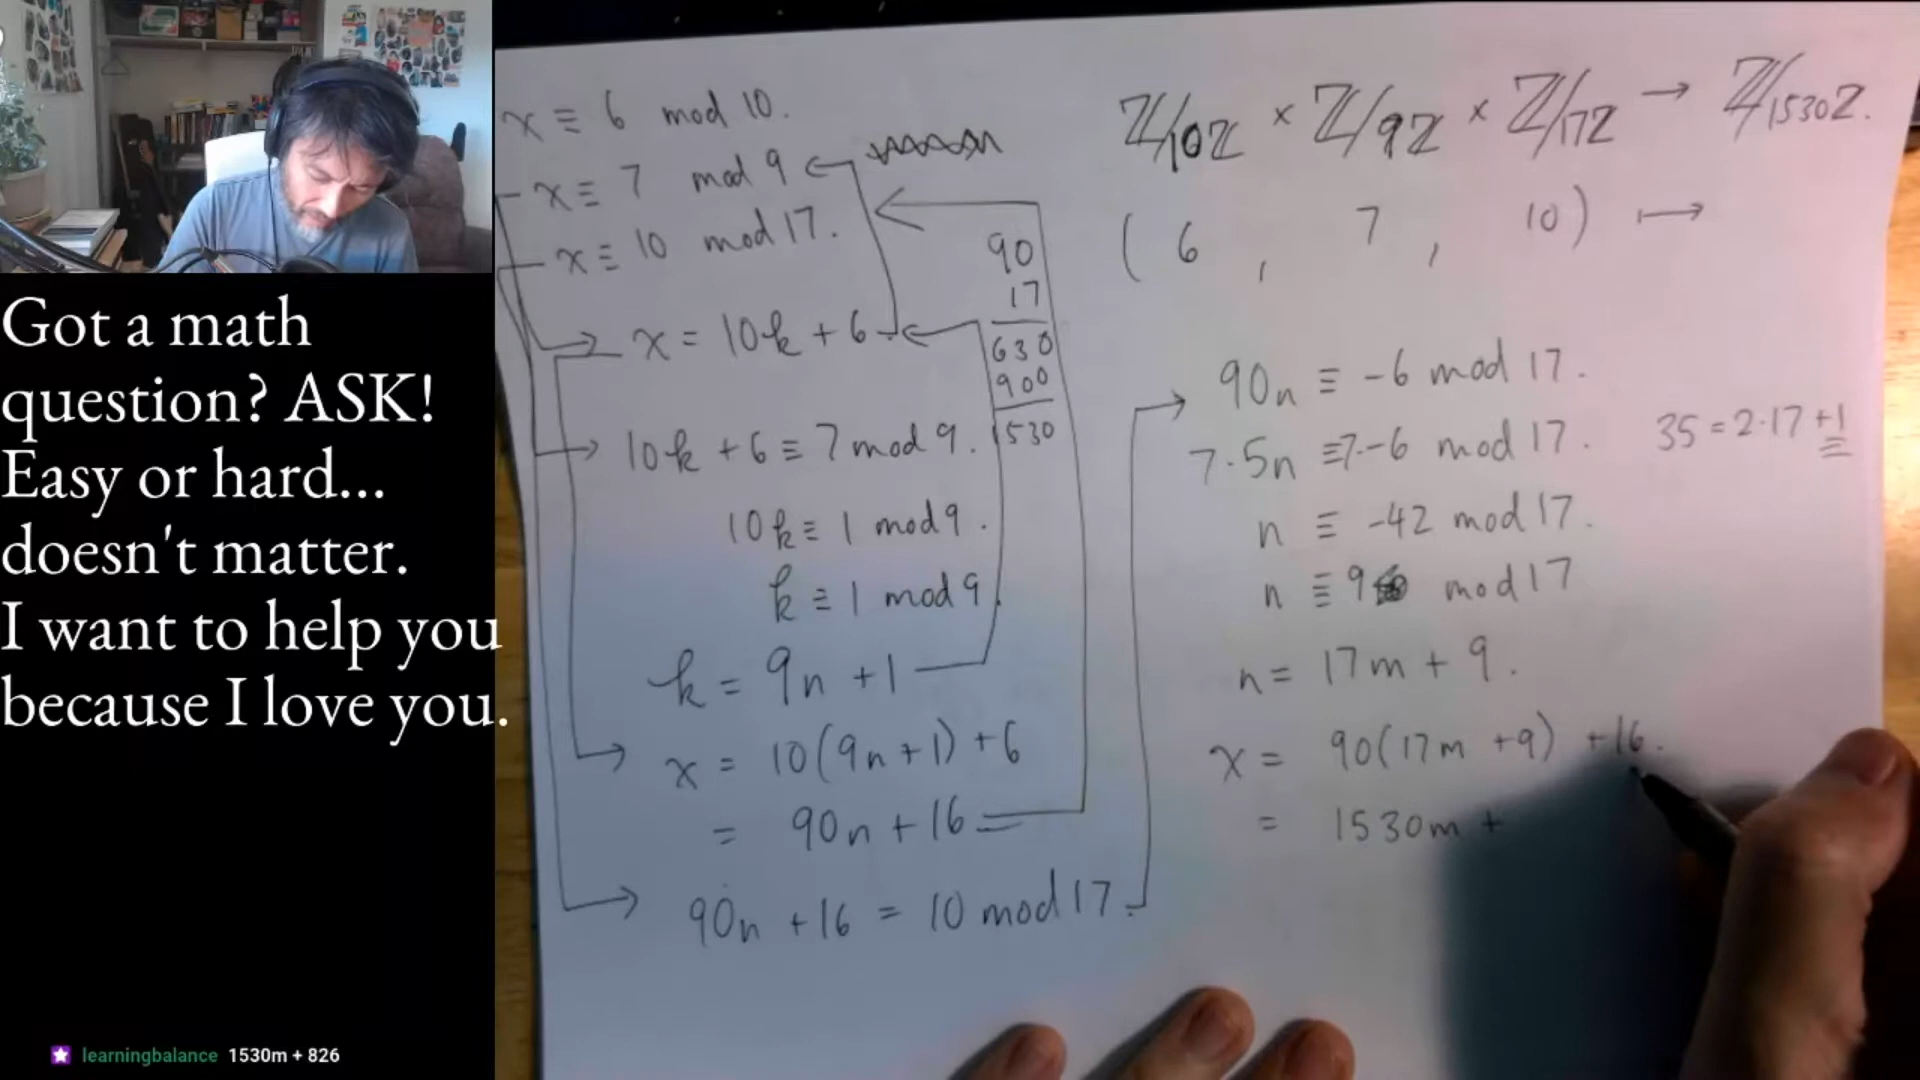 Got a math
question? ASK!
Easy or hard...
doesn't matter.
I want to help you
because I love you.
learningbalance 1530m + 826
x ≡ 6 mod 10.
x ≡ 7 mod 9
x ≡ 10 mod 17.
x = 10k + 6
10k + 6 ≡ 7 mod 9.
10k ≡ 1 mod 9.
k ≡ 1 mod 9.
k = 9n + 1
x = 10(9n+1) + 6
= 90n + 16
90n + 16 = 10 mod 17.
90
17
630
900
1530
ℤ/10ℤ × ℤ/9ℤ × ℤ/17ℤ → ℤ/1530ℤ.
( 6 , 7 , 10) ↦
90n ≡ -6 mod 17.
7·5n ≡ 7·-6 mod 17.
35 = 2·17 + 1
n ≡ -42 mod 17.
n ≡ 9 mod 17
n = 17m + 9.
x = 90(17m + 9) + 16.
= 1530m +